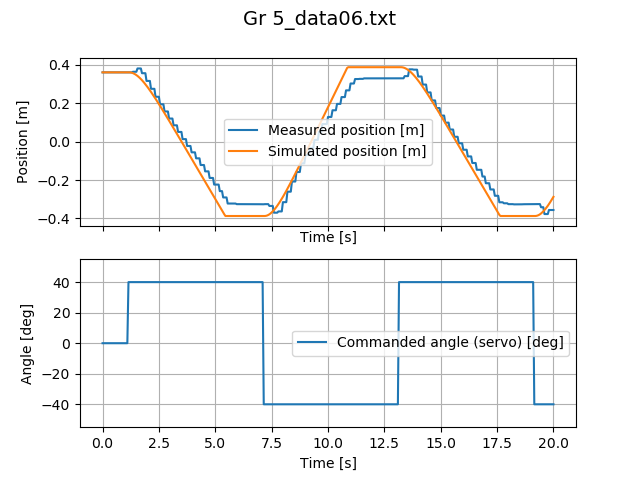 Gr 5_data06.txt
0.4
0.2
0.0
−0.2
−0.4
Position [m]
Measured position [m]
Simulated position [m]
Time [s]
40
20
0
−20
−40
Angle [deg]
Commanded angle (servo) [deg]
0.0 2.5 5.0 7.5 10.0 12.5 15.0 17.5 20.0
Time [s]